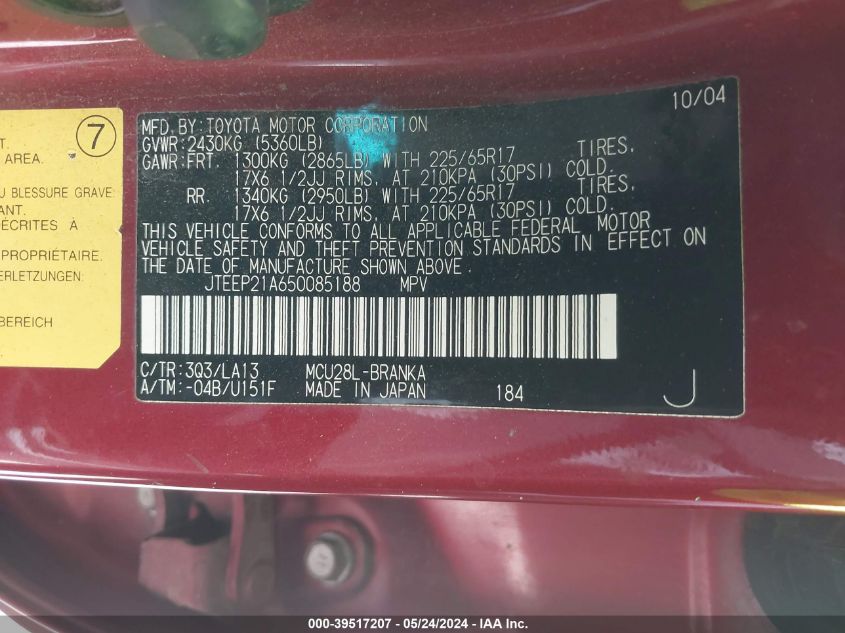 7
T.
S AREA.
U BLESSURE GRAVE
ANT.
DÉCRITES À
PROPRIÉTAIRE.
ERLETZUNGEN:
BEREICH
10/04
MFD. BY: TOYOTA MOTOR CORPORATION
GVWR: 2430KG (5360LB)
GAWR: FRT. 1300KG (2865LB) WITH 225/65R17 TIRES,
17X6 1/2JJ RIMS, AT 210KPA (30PSI) COLD.
RR. 1340KG (2950LB) WITH 225/65R17 TIRES,
17X6 1/2JJ RIMS, AT 210KPA (30PSI) COLD.
THIS VEHICLE CONFORMS TO ALL APPLICABLE FEDERAL MOTOR
VEHICLE SAFETY AND THEFT PREVENTION STANDARDS IN EFFECT ON
THE DATE OF MANUFACTURE SHOWN ABOVE.
JTEEP21A650085188 MPV
C/TR: 3Q3/LA13 MCU28L-BRANKA
A/TM: -04B/U151F MADE IN JAPAN 184 J
000-39517207 - 05/24/2024 - IAA Inc.